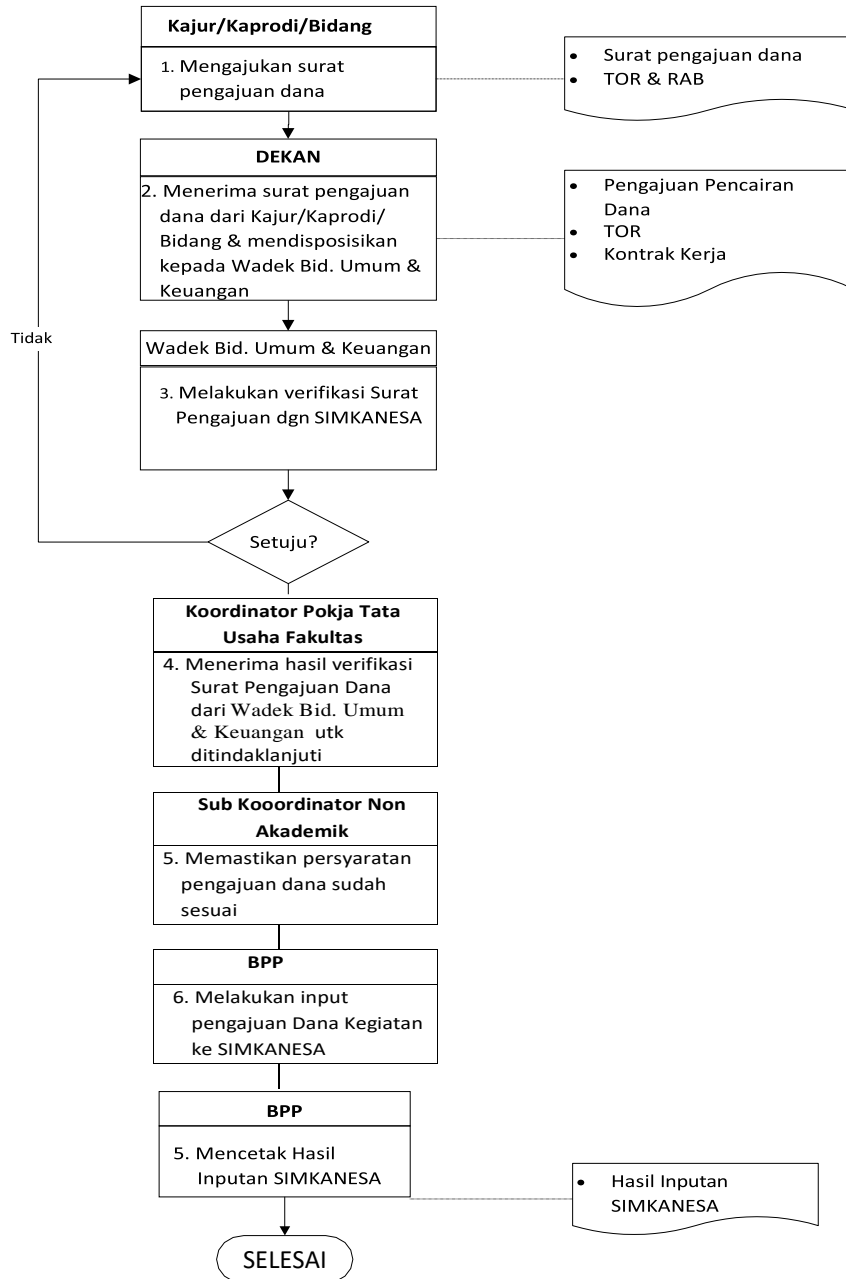 Kajur/Kaprodi/Bidang
1. Mengajukan surat
pengajuan dana
• Surat pengajuan dana
• TOR & RAB
DEKAN
2. Menerima surat pengajuan
dana dari Kajur/Kaprodi/
Bidang & mendisposisikan
kepada Wadek Bid. Umum &
Keuangan
• Pengajuan Pencairan
Dana
• TOR
• Kontrak Kerja
Tidak
Wadek Bid. Umum & Keuangan
3. Melakukan verifikasi Surat
Pengajuan dgn SIMKANESA
Setuju?
Koordinator Pokja Tata
Usaha Fakultas
4. Menerima hasil verifikasi
Surat Pengajuan Dana
dari Wadek Bid. Umum
& Keuangan utk
ditindaklanjuti
Sub Kooordinator Non
Akademik
5. Memastikan persyaratan
pengajuan dana sudah
sesuai
BPP
6. Melakukan input
pengajuan Dana Kegiatan
ke SIMKANESA
BPP
5. Mencetak Hasil
Inputan SIMKANESA
• Hasil Inputan
SIMKANESA
SELESAI